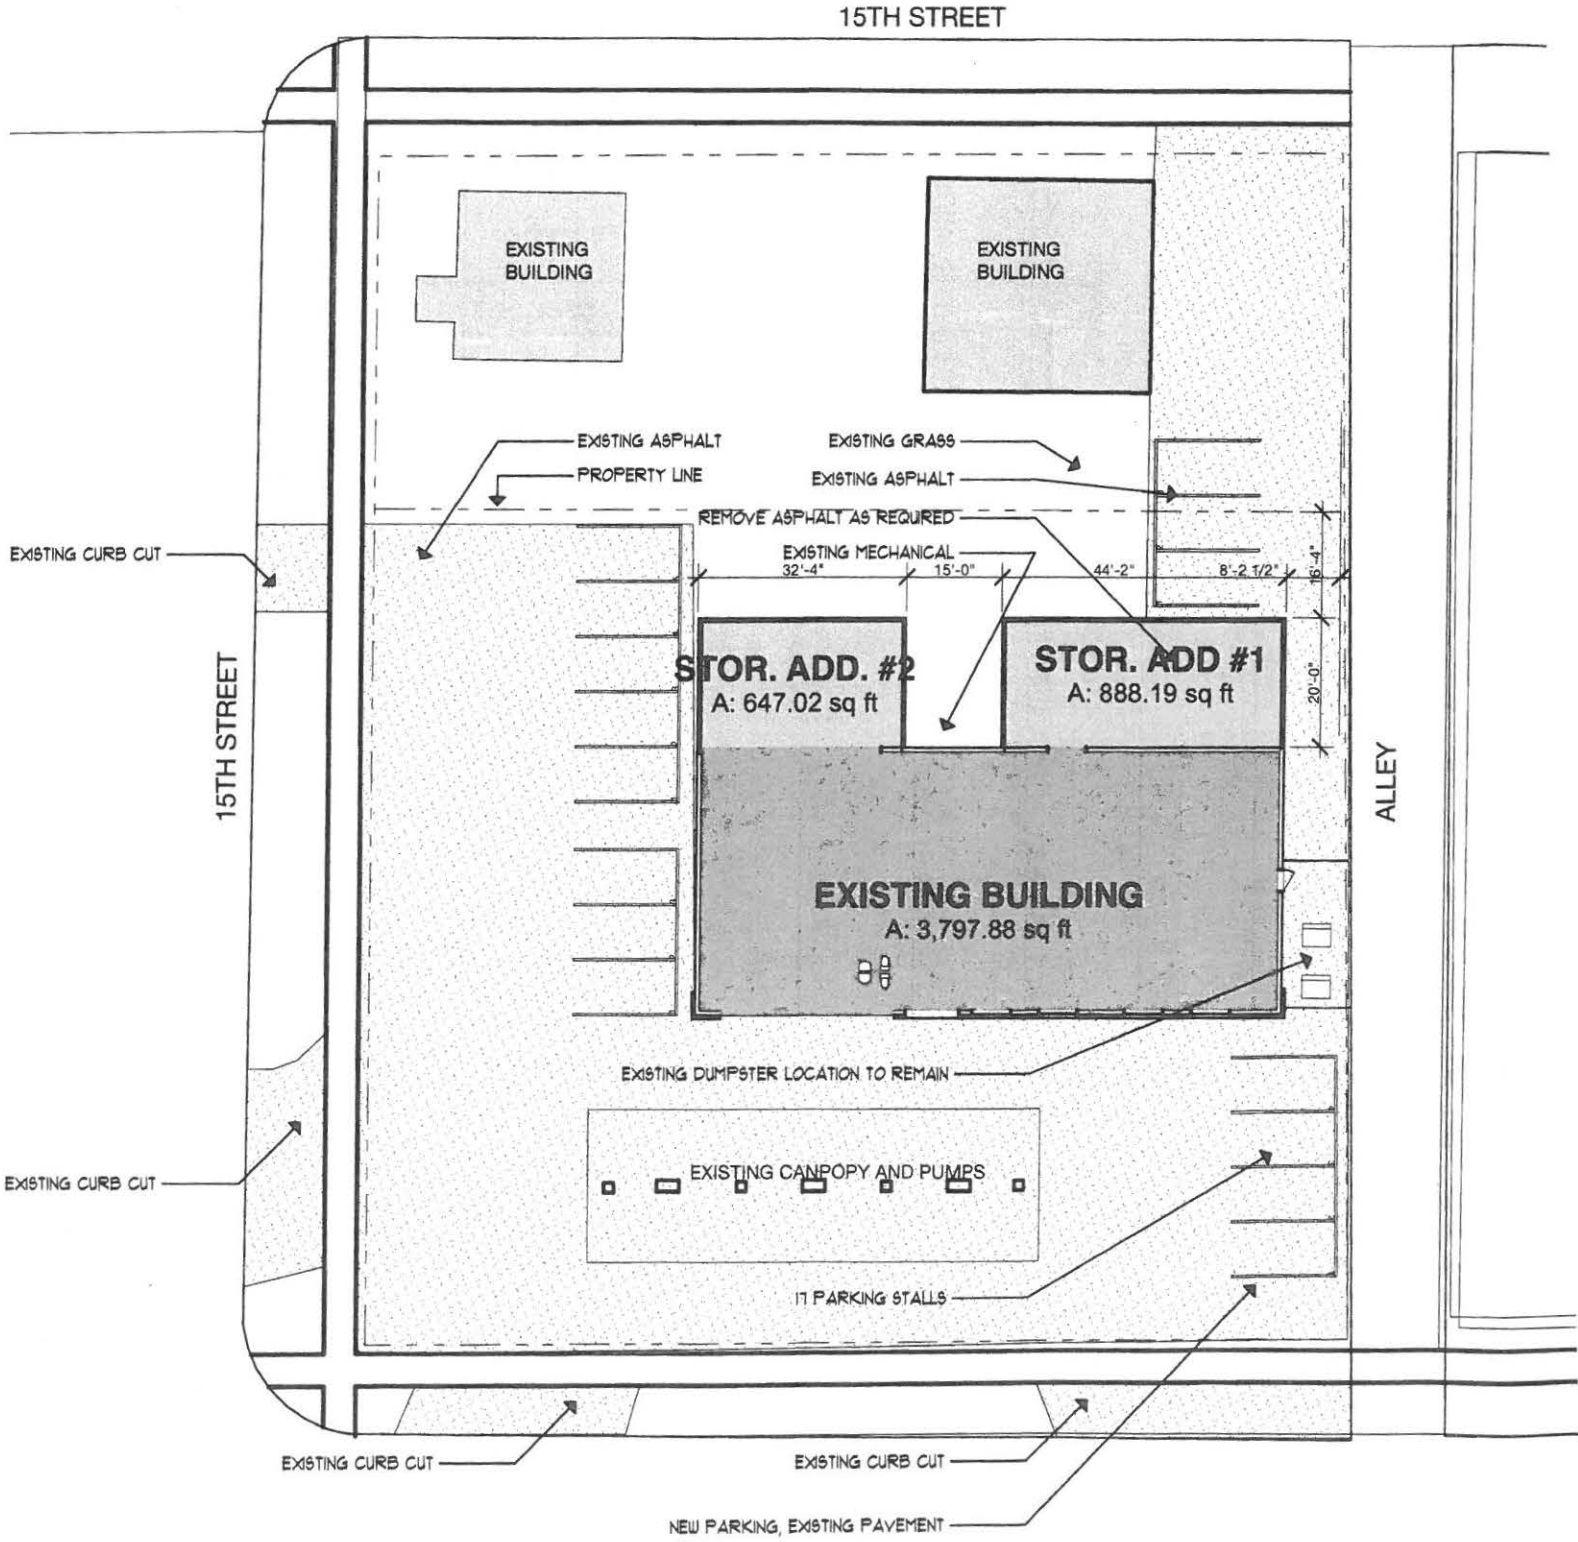 15TH STREET
EXISTING
BUILDING
EXISTING
BUILDING
EXISTING ASPHALT
EXISTING GRASS
PROPERTY LINE
EXISTING ASPHALT
REMOVE ASPHALT AS REQUIRED
EXISTING CURB CUT
EXISTING MECHANICAL
32'-4"
15'-0"
44'-2"
8'-2 1/2"
16'-4"
STOR. ADD. #2
A: 647.02 sq ft
STOR. ADD #1
A: 888.19 sq ft
20'-0"
15TH STREET
ALLEY
EXISTING BUILDING
A: 3,797.88 sq ft
EXISTING DUMPSTER LOCATION TO REMAIN
EXISTING CANPOPY AND PUMPS
EXISTING CURB CUT
17 PARKING STALLS
EXISTING CURB CUT
EXISTING CURB CUT
NEW PARKING, EXISTING PAVEMENT